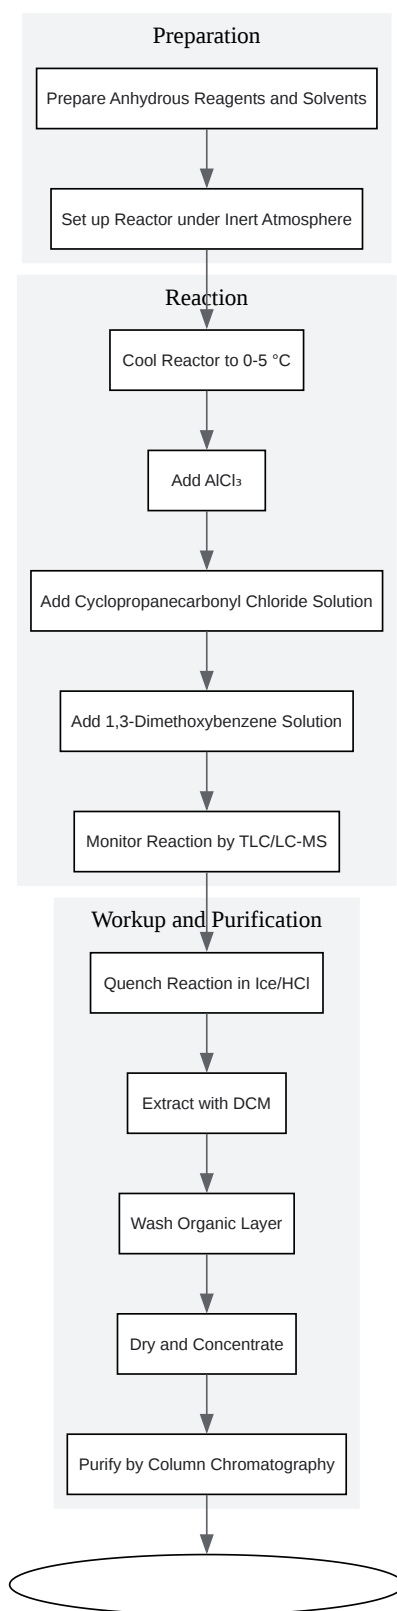 Preparation
Prepare Anhydrous Reagents and Solvents
Set up Reactor under Inert Atmosphere
Reaction
Cool Reactor to 0-5 °C
Add AlCl₃
Add Cyclopropanecarbonyl Chloride Solution
Add 1,3-Dimethoxybenzene Solution
Monitor Reaction by TLC/LC-MS
Workup and Purification
Quench Reaction in Ice/HCl
Extract with DCM
Wash Organic Layer
Dry and Concentrate
Purify by Column Chromatography